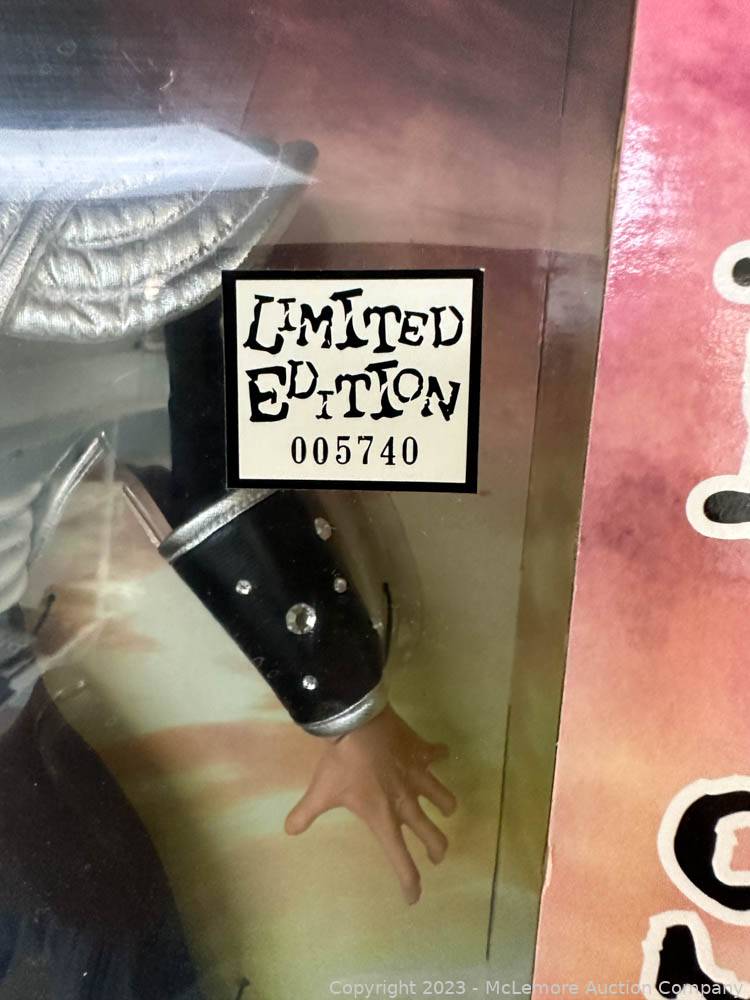 LIMITED
EDITION
005740
Copyright 2023 - McLemore Auction Company